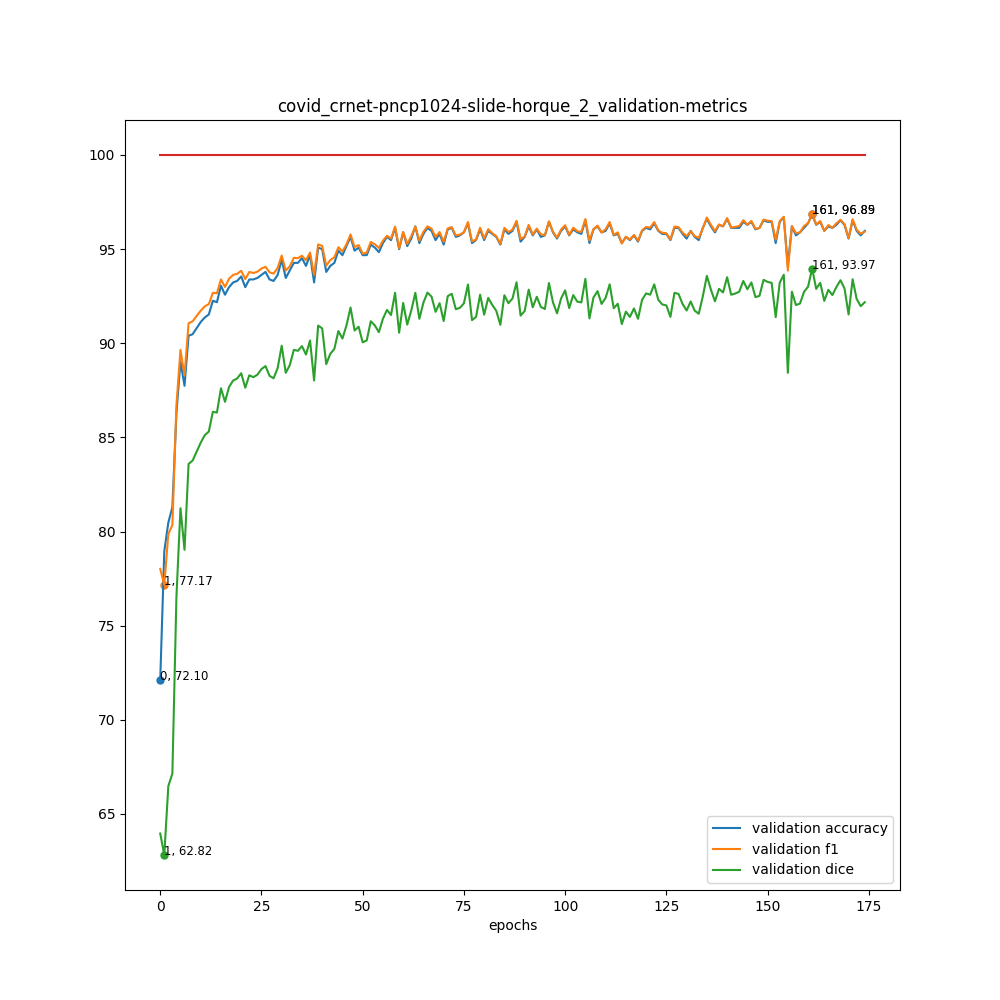 covid_crnet-pncp1024-slide-horque_2_validation-metrics
100
161, 96.89
95
161, 93.97
90
85
80
1, 77.17
75
0, 72.10
70
65
1, 62.82
validation accuracy
validation f1
validation dice
0 25 50 75 100 125 150 175
epochs